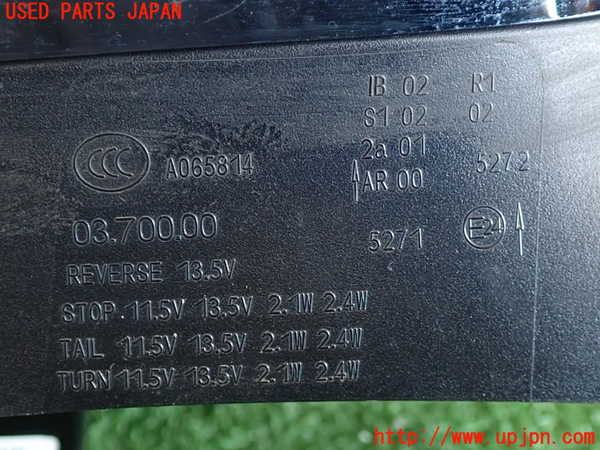 USED PARTS JAPAN
IB 02 R1
S1 02 02
2a 01
AR 00 5272
CCC A065814
03.700.00
5271 E24
REVERSE 13.5V
STOP 11.5V 13.5V 2.1W 2.4W
TAIL 11.5V 13.5V 2.1W 2.4W
TURN 11.5V 13.5V 2.1W 2.4W
http://www.upjpn.com